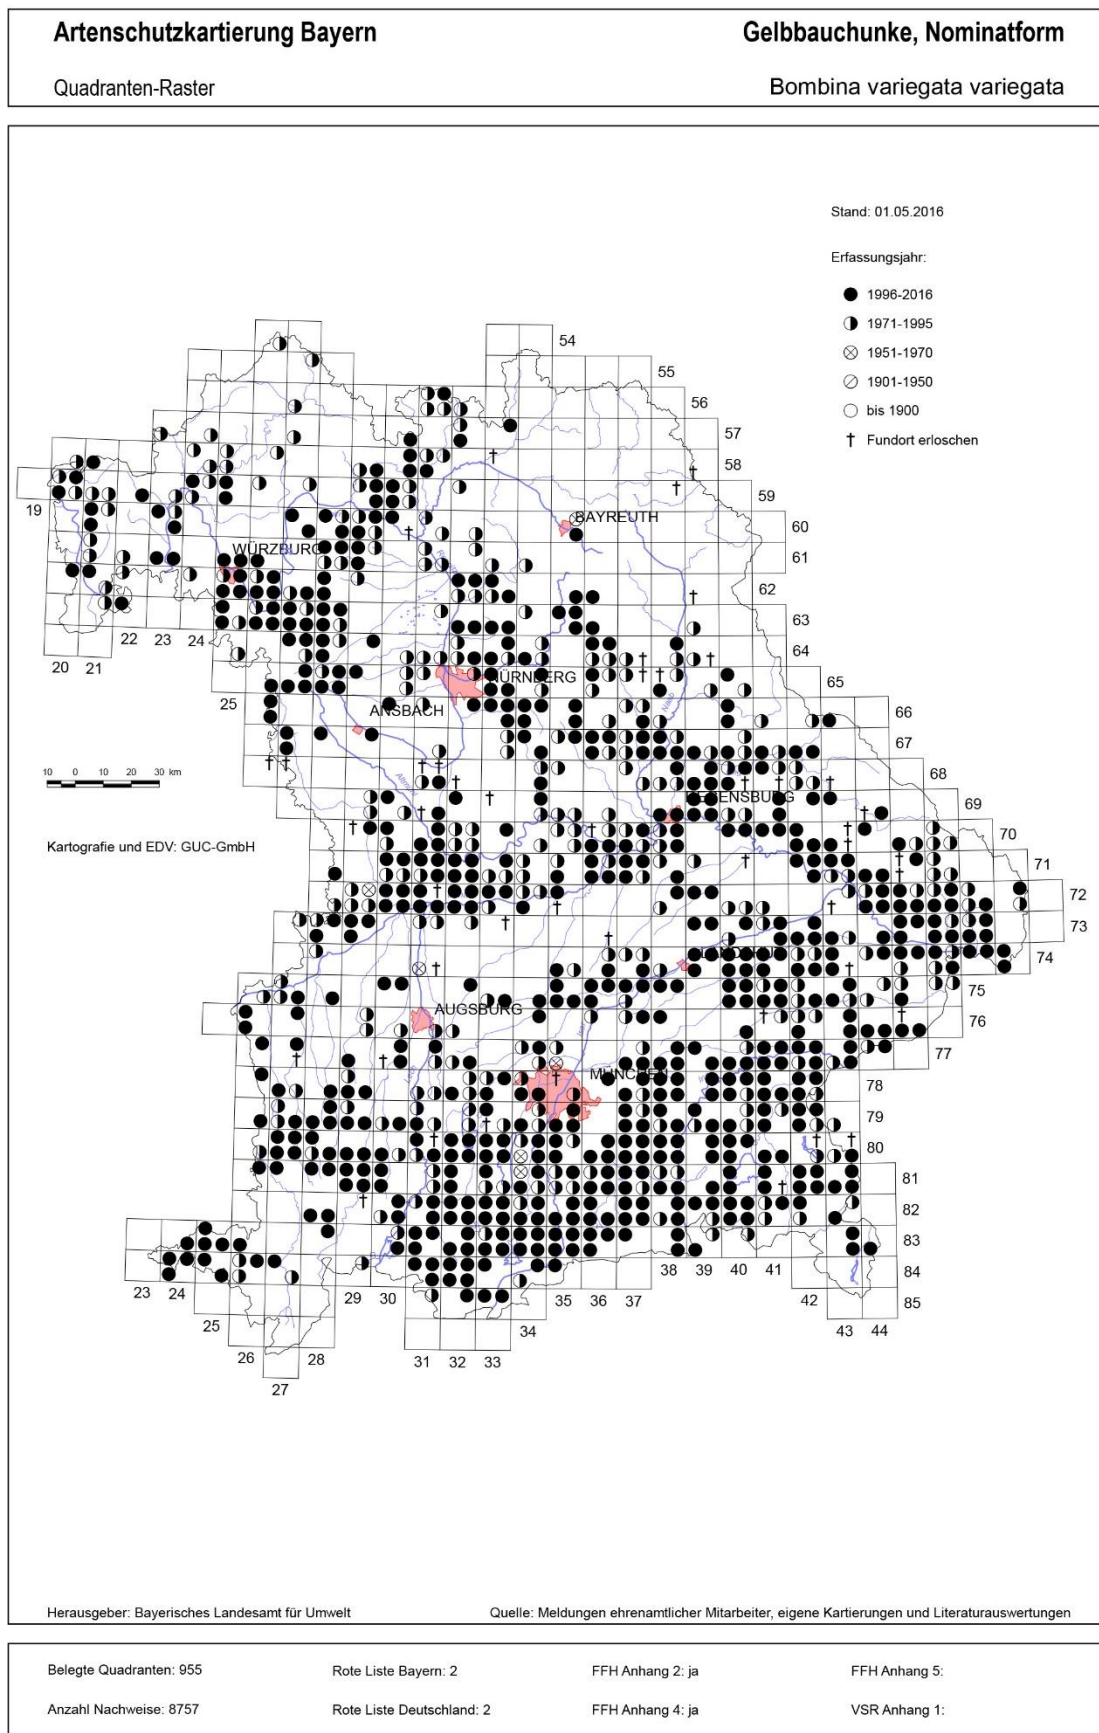 Artenschutzkartierung Bayern
Gelbbauchunke, Nominatform
Quadranten-Raster
Bombina variegata variegata
Stand: 01.05.2016
Erfassungsjahr:
1996-2016
1971-1995
1951-1970
1901-1950
bis 1900
† Fundort erloschen
54
55
56
57
58
59
19
60
61
62
63
64
65
66
67
68
69
70
71
72
73
74
75
76
77
78
79
80
81
82
83
84
85
20
21
22
23
24
25
BAYREUTH
WÜRZBURG
NÜRNBERG
ANSBACH
Altmühl
Naab
10 0 10 20 30 km
Kartografie und EDV: GUC-GmbH
AUGSBURG
MÜNCHEN
23
24
25
26
27
28
29
30
31
32
33
34
35
36
37
38
39
40
41
42
43
44
Herausgeber: Bayerisches Landesamt für Umwelt
Quelle: Meldungen ehrenamtlicher Mitarbeiter, eigene Kartierungen und Literaturauswertungen
Belegte Quadranten: 955
Rote Liste Bayern: 2
FFH Anhang 2: ja
FFH Anhang 5:
Anzahl Nachweise: 8757
Rote Liste Deutschland: 2
FFH Anhang 4: ja
VSR Anhang 1: